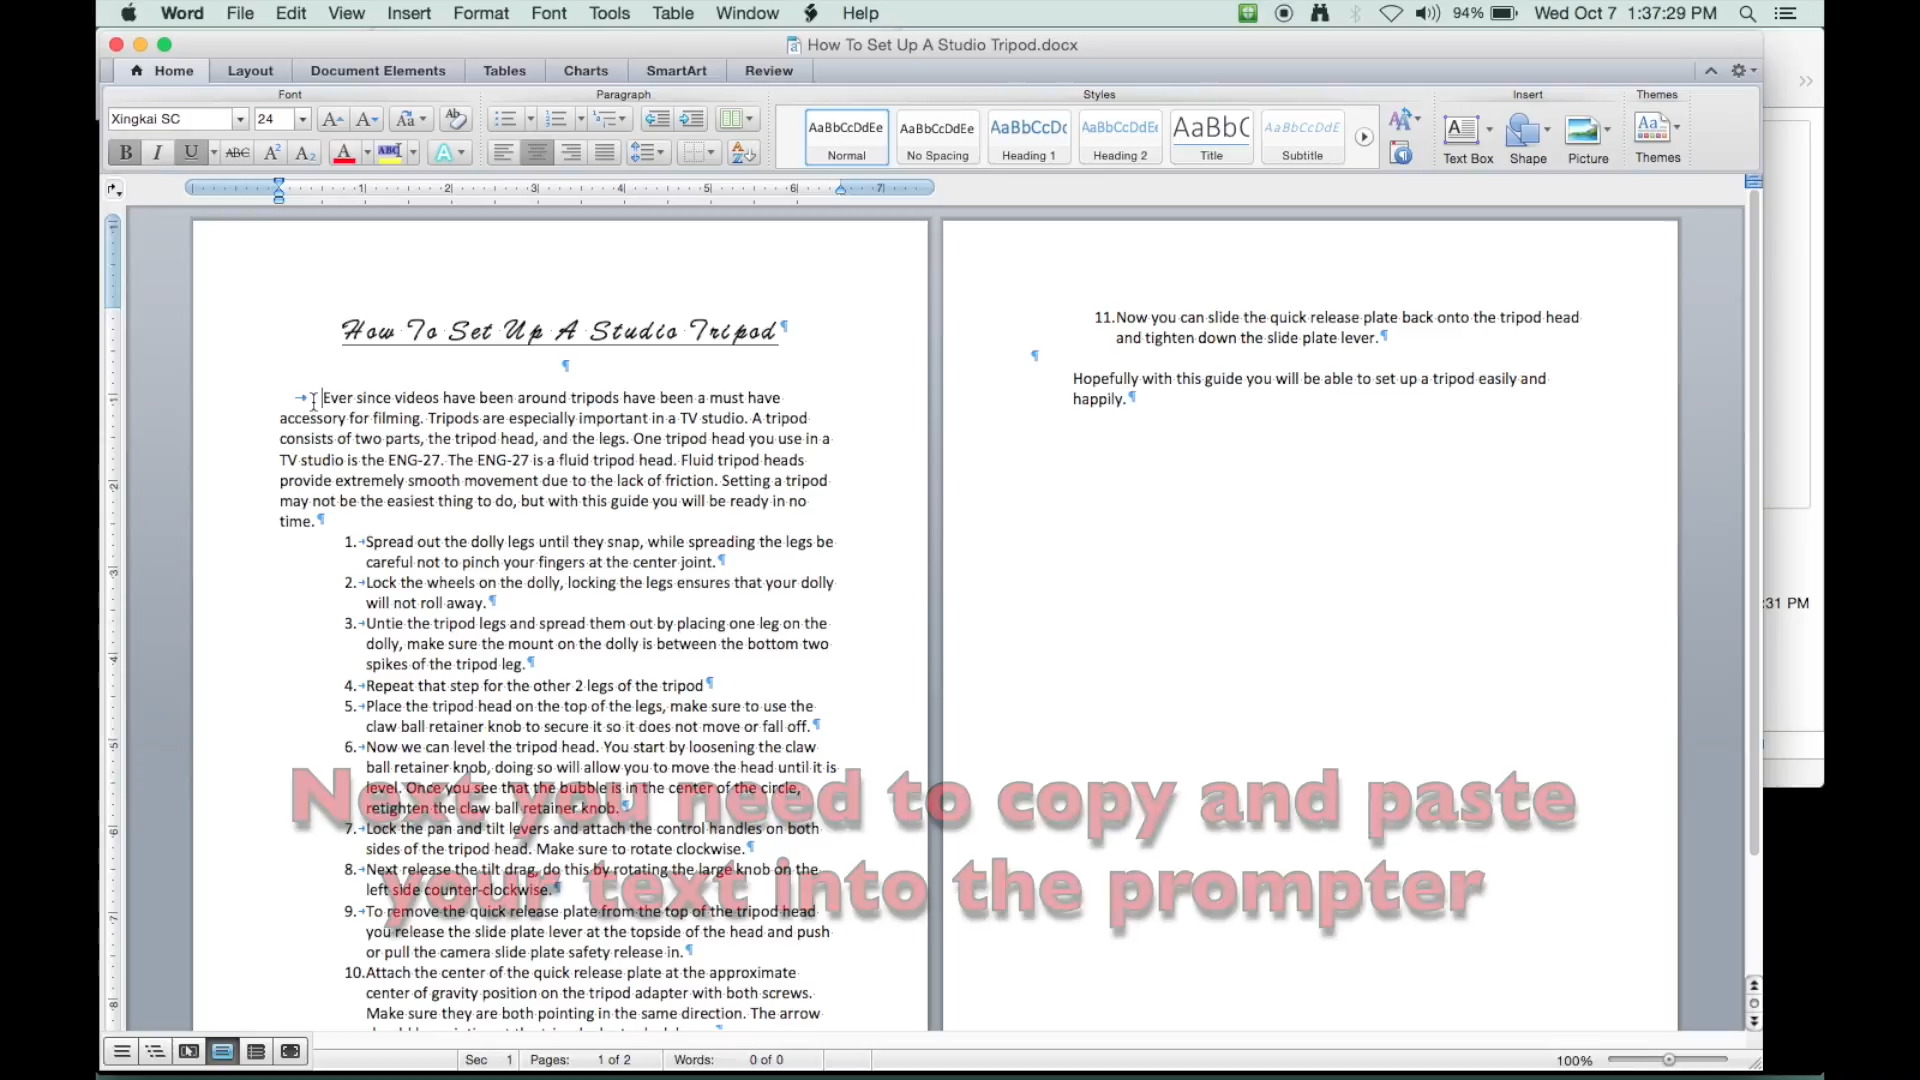 Word File Edit View Insert Format Font Tools Table Window Help 94% Wed Oct 7 1:37:29 PM
How To Set Up A Studio Tripod.docx
Home Layout Document Elements Tables Charts SmartArt Review
Font Paragraph Styles Insert Themes
Xingkai SC 24
AaBbCcDdEe AaBbCcDdEe AaBbCcDc AaBbCcDdEe AaBbC AaBbCcDdE
Normal No Spacing Heading 1 Heading 2 Title Subtitle Text Box Shape Picture Themes
How To Set Up A Studio Tripod
Ever since videos have been around tripods have been a must have
accessory for filming. Tripods are especially important in a TV studio. A tripod
consists of two parts, the tripod head, and the legs. One tripod head you use in a
TV studio is the ENG-27. The ENG-27 is a fluid tripod head. Fluid tripod heads
provide extremely smooth movement due to the lack of friction. Setting a tripod
may not be the easiest thing to do, but with this guide you will be ready in no
time.
1. Spread out the dolly legs until they snap, while spreading the legs be
careful not to pinch your fingers at the center joint.
2. Lock the wheels on the dolly, locking the legs ensures that your dolly
will not roll away.
3. Untie the tripod legs and spread them out by placing one leg on the
dolly, make sure the mount on the dolly is between the bottom two
spikes of the tripod leg.
4. Repeat that step for the other 2 legs of the tripod
5. Place the tripod head on the top of the legs, make sure to use the
claw ball retainer knob to secure it so it does not move or fall off.
6. Now we can level the tripod head. You start by loosening the claw
ball retainer knob, doing so will allow you to move the head until it is
level. Once you see that the bubble is in the center of the circle,
retighten the claw ball retainer knob.
7. Lock the pan and tilt levers and attach the control handles on both
sides of the tripod head. Make sure to rotate clockwise.
8. Next release the tilt drag, do this by rotating the large knob on the
left side counter-clockwise.
9. To remove the quick release plate from the top of the tripod head
you release the slide plate lever at the topside of the head and push
or pull the camera slide plate safety release in.
10. Attach the center of the quick release plate at the approximate
center of gravity position on the tripod adapter with both screws.
Make sure they are both pointing in the same direction. The arrow
11. Now you can slide the quick release plate back onto the tripod head
and tighten down the slide plate lever.
Hopefully with this guide you will be able to set up a tripod easily and
happily.
:31 PM
Next you need to copy and paste
your text into the prompter
Sec 1 Pages: 1 of 2 Words: 0 of 0 100%